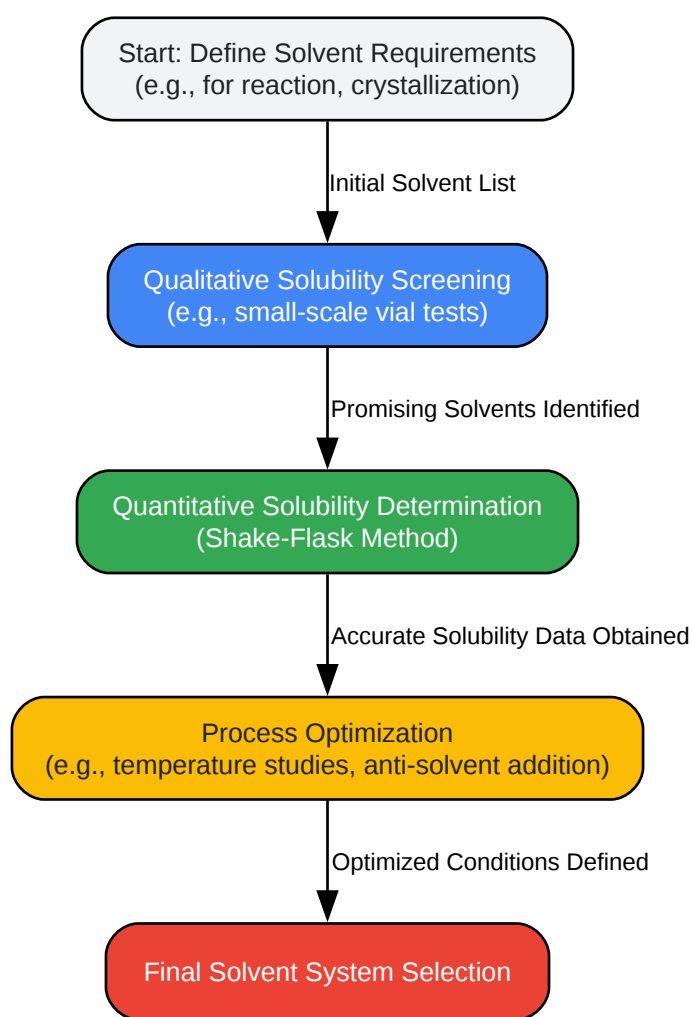 Start: Define Solvent Requirements
(e.g., for reaction, crystallization)
Initial Solvent List
Qualitative Solubility Screening
(e.g., small-scale vial tests)
Promising Solvents Identified
Quantitative Solubility Determination
(Shake-Flask Method)
Accurate Solubility Data Obtained
Process Optimization
(e.g., temperature studies, anti-solvent addition)
Optimized Conditions Defined
Final Solvent System Selection